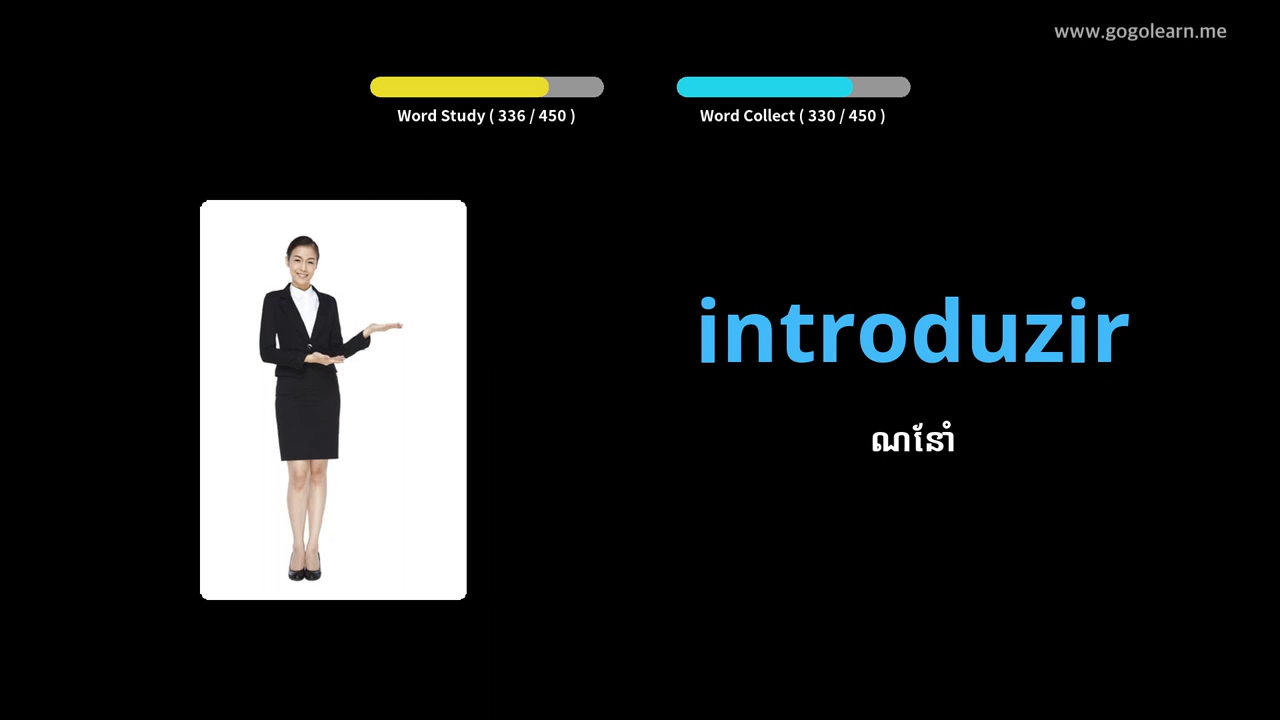 www.gogolearn.me
Word Study ( 336 / 450 )
Word Collect ( 330 / 450 )
introduzir
ណែនាំ